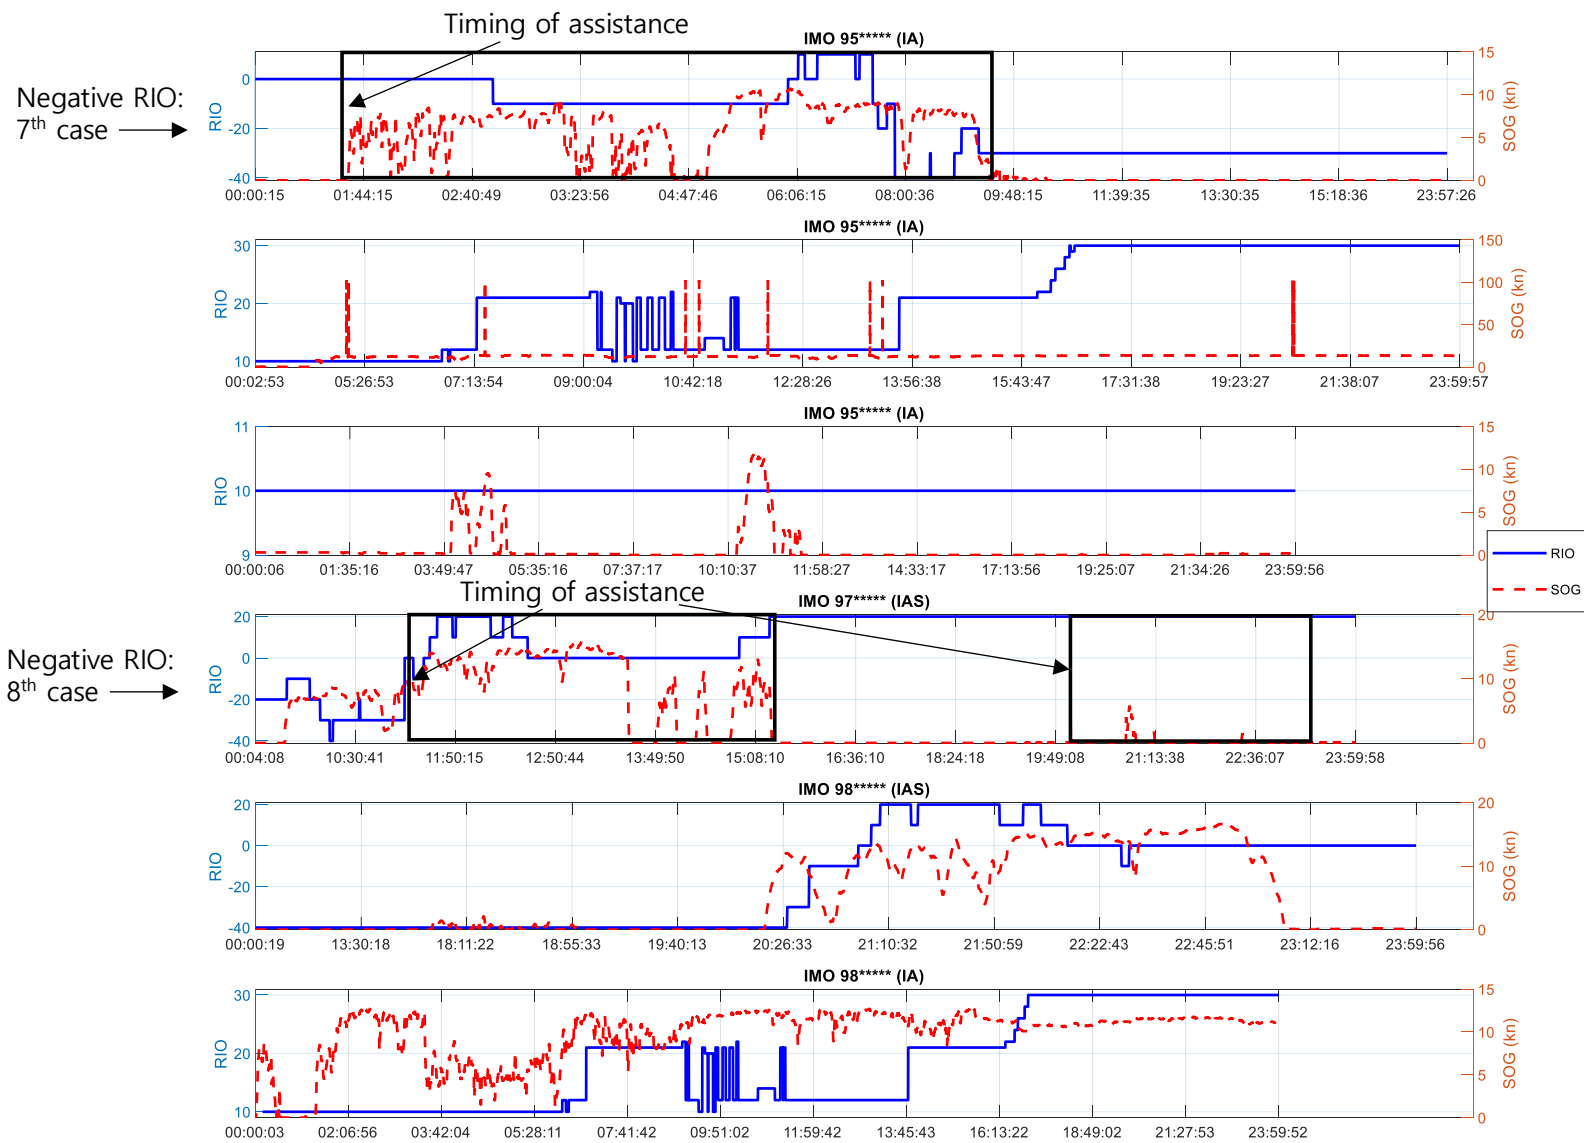 Timing of assistance
IMO 95***** (IA)
Negative RIO:
7th case
RIO
0
-20
-40
15
10
5
0
SOG (kn)
00:00:15 01:44:15 02:40:49 03:23:56 04:47:46 06:06:15 08:00:36 09:48:15 11:39:35 13:30:35 15:18:36 23:57:26
IMO 95***** (IA)
RIO
30
20
10
150
100
50
0
SOG (kn)
00:02:53 05:26:53 07:13:54 09:00:04 10:42:18 12:28:26 13:56:38 15:43:47 17:31:38 19:23:27 21:38:07 23:59:57
IMO 95***** (IA)
RIO
11
10
9
15
10
5
0
SOG (kn)
00:00:06 01:35:16 03:49:47 05:35:16 07:37:17 10:10:37 11:58:27 14:33:17 17:13:56 19:25:07 21:34:26 23:59:56
RIO
SOG
Timing of assistance
IMO 97***** (IAS)
Negative RIO:
8th case
RIO
20
0
-20
-40
20
10
0
SOG (kn)
00:04:08 10:30:41 11:50:15 12:50:44 13:49:50 15:08:10 16:36:10 18:24:18 19:49:08 21:13:38 22:36:07 23:59:58
IMO 98***** (IAS)
RIO
20
0
-20
-40
20
10
0
SOG (kn)
00:00:19 13:30:18 18:11:22 18:55:33 19:40:13 20:26:33 21:10:32 21:50:59 22:22:43 22:45:51 23:12:16 23:59:56
IMO 98***** (IA)
RIO
30
20
10
15
10
5
0
SOG (kn)
00:00:03 02:06:56 03:42:04 05:28:11 07:41:42 09:51:02 11:59:42 13:45:43 16:13:22 18:49:02 21:27:53 23:59:52